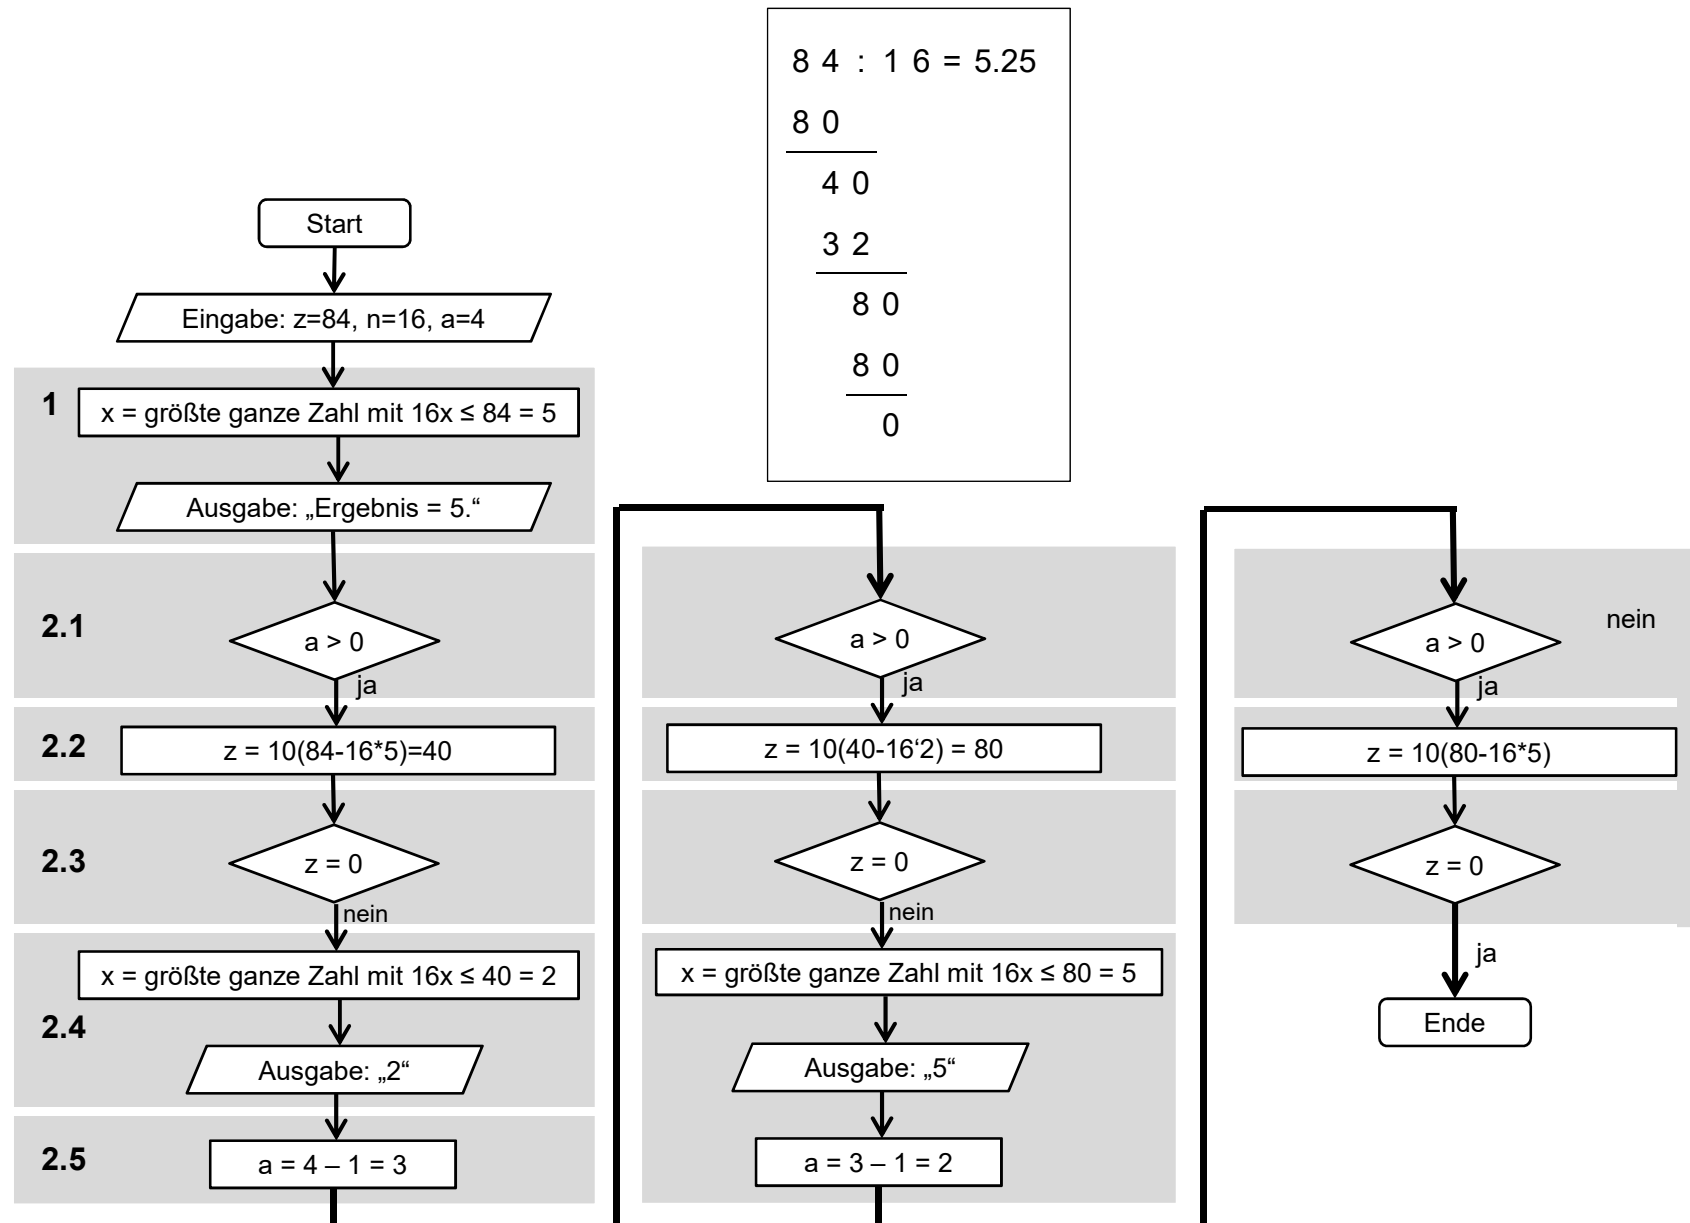 8 4 : 1 6 = 5.25
8 0
4 0
3 2
8 0
8 0
0
Start
Eingabe: z=84, n=16, a=4
1
x = größte ganze Zahl mit 16x ≤ 84 = 5
Ausgabe: „Ergebnis = 5.“
2.1
a > 0
ja
2.2
z = 10(84-16*5)=40
2.3
z = 0
nein
x = größte ganze Zahl mit 16x ≤ 40 = 2
2.4
Ausgabe: „2“
2.5
a = 4 – 1 = 3
a > 0
ja
z = 10(40-16‘2) = 80
z = 0
nein
x = größte ganze Zahl mit 16x ≤ 80 = 5
Ausgabe: „5“
a = 3 – 1 = 2
nein
a > 0
ja
z = 10(80-16*5)
z = 0
ja
Ende